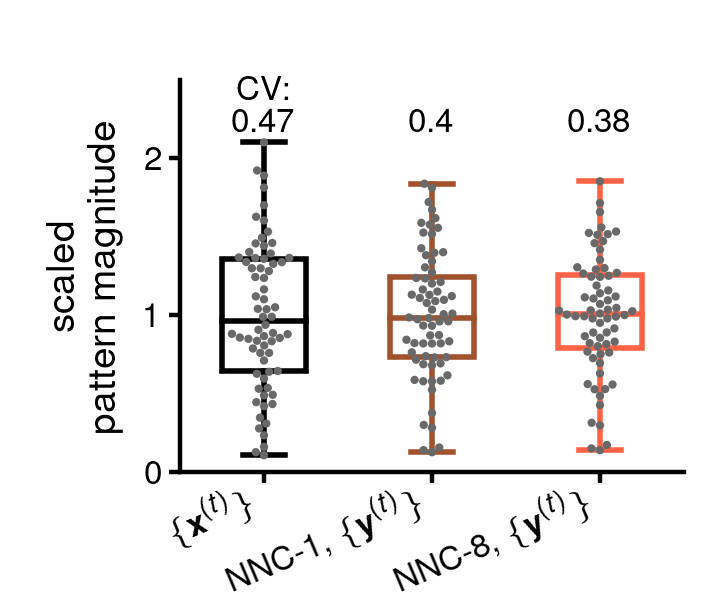 CV:
0.47
0.4
0.38
scaled
pattern magnitude
2
1
0
{x^(t)}
NNC-1, {y^(t)}
NNC-8, {y^(t)}